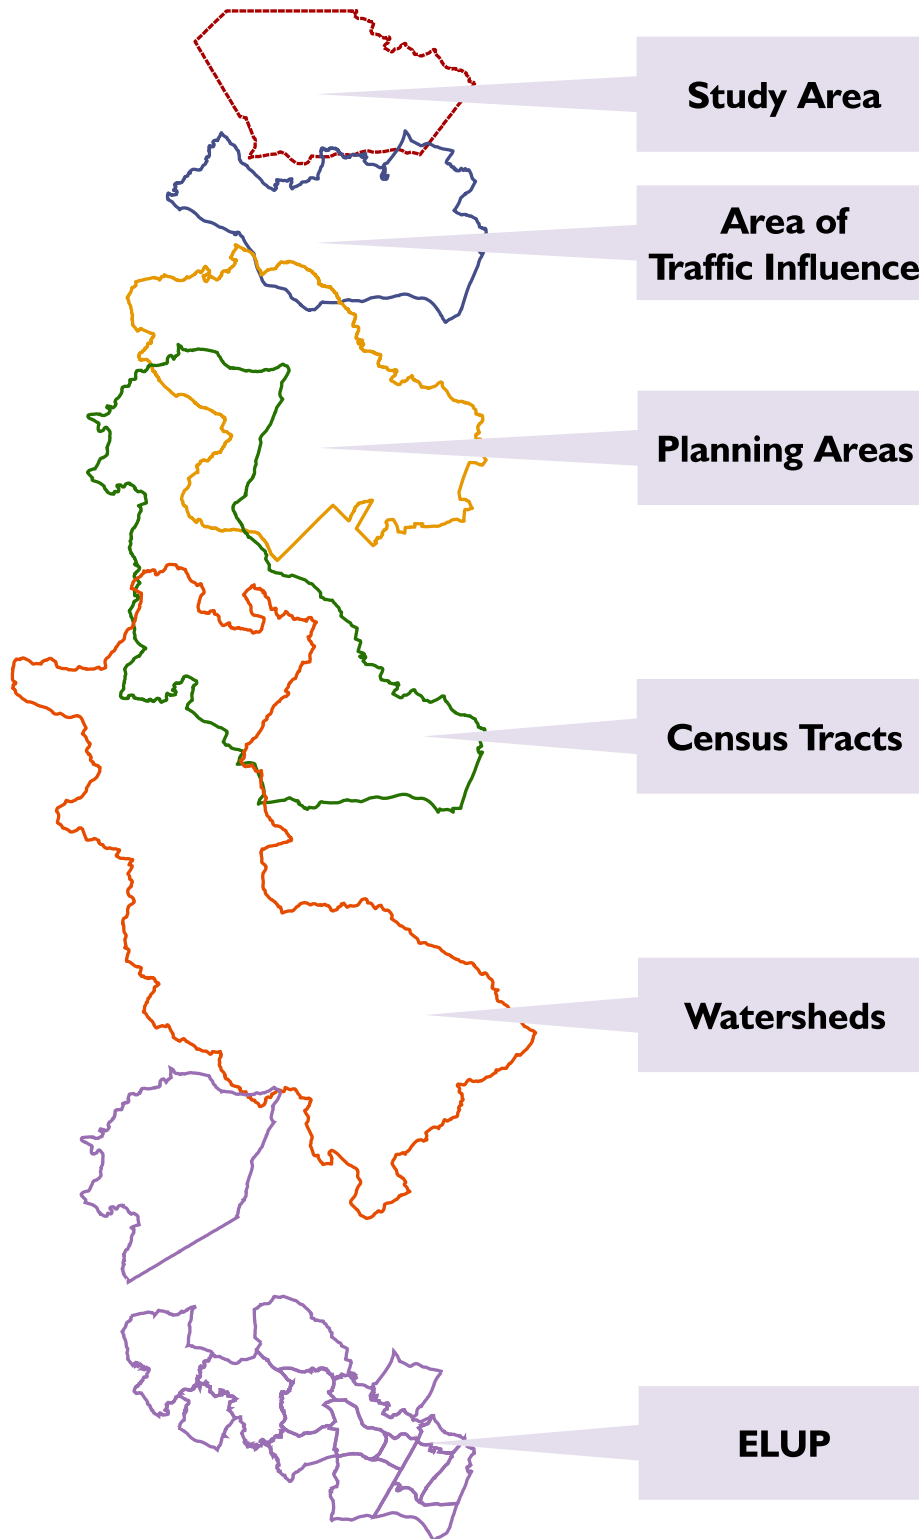 Study Area
Area of
Traffic Influence
Planning Areas
Census Tracts
Watersheds
ELUP